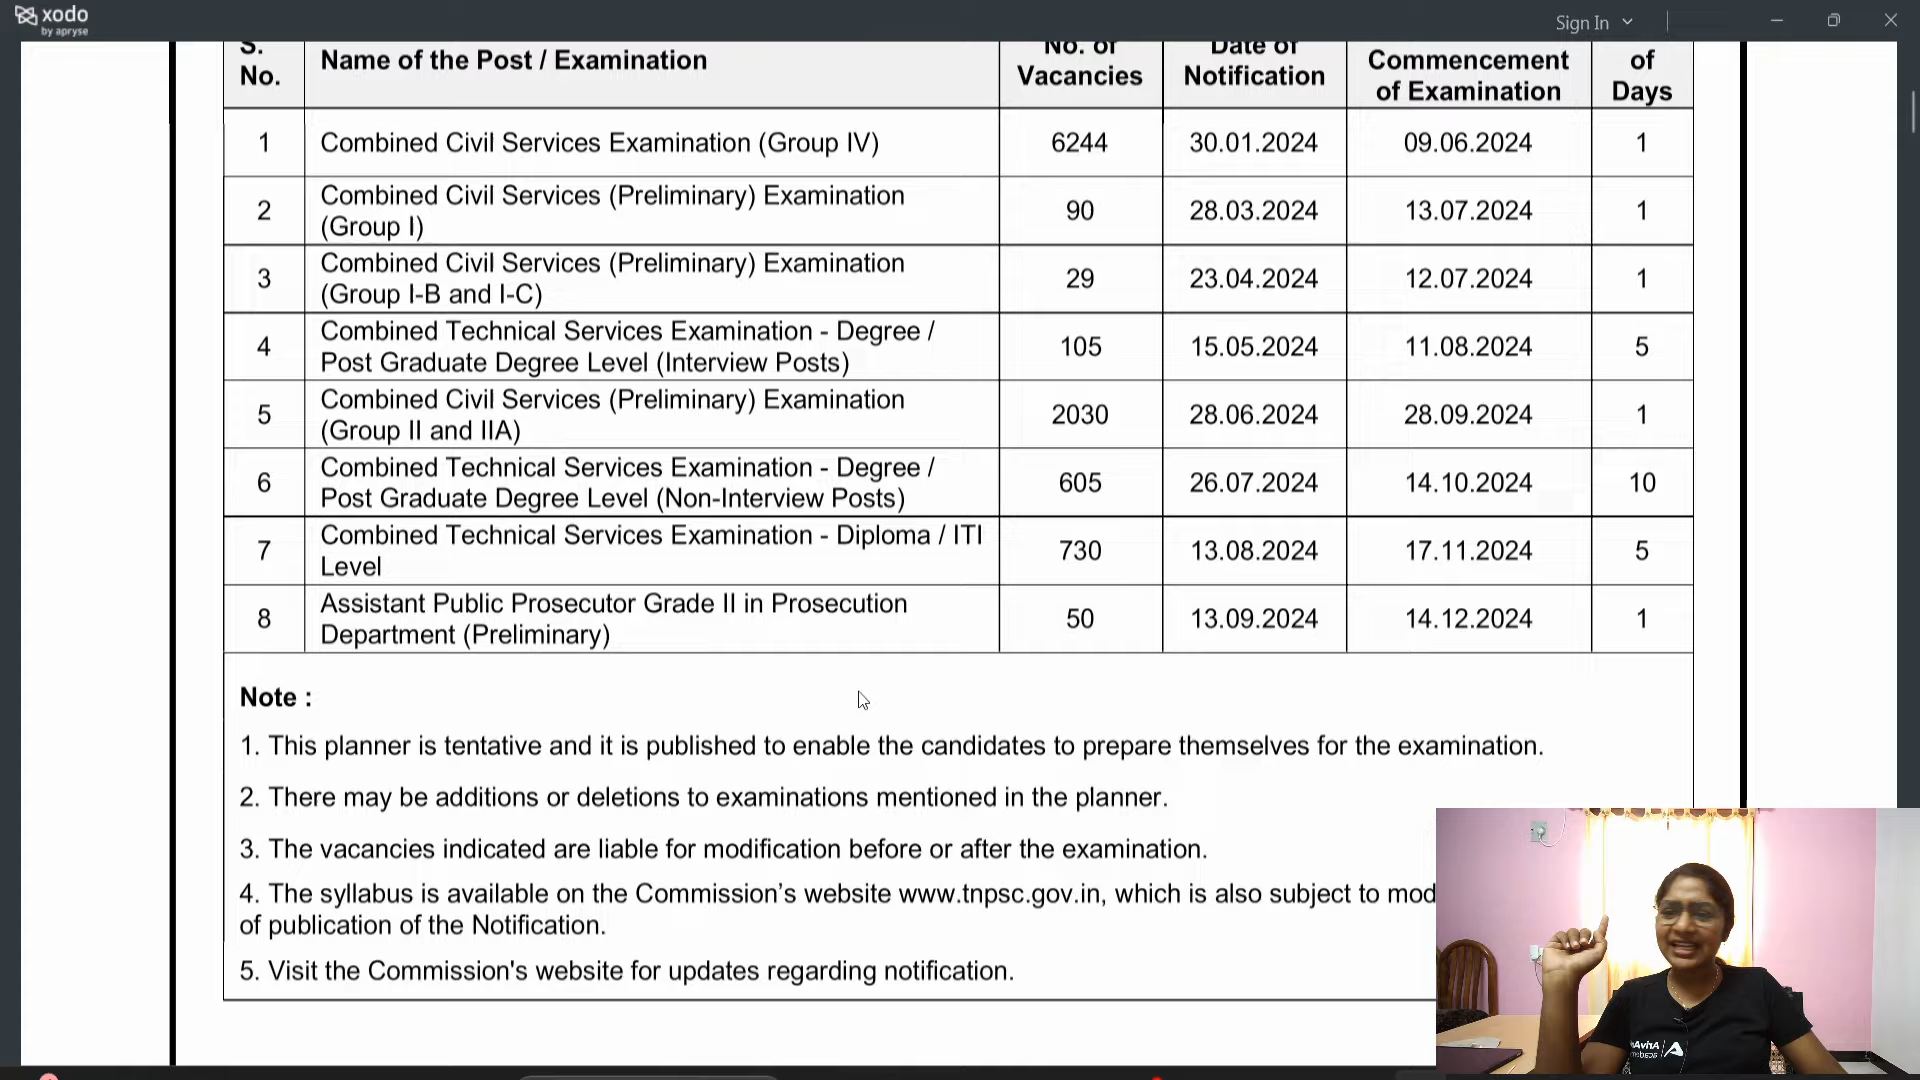 xodo
by apryse
Sign In
S. No.
Name of the Post / Examination
No. of Vacancies
Date of Notification
Commencement of Examination
of Days
1 Combined Civil Services Examination (Group IV) 6244 30.01.2024 09.06.2024 1
2 Combined Civil Services (Preliminary) Examination (Group I) 90 28.03.2024 13.07.2024 1
3 Combined Civil Services (Preliminary) Examination (Group I-B and I-C) 29 23.04.2024 12.07.2024 1
4 Combined Technical Services Examination - Degree / Post Graduate Degree Level (Interview Posts) 105 15.05.2024 11.08.2024 5
5 Combined Civil Services (Preliminary) Examination (Group II and IIA) 2030 28.06.2024 28.09.2024 1
6 Combined Technical Services Examination - Degree / Post Graduate Degree Level (Non-Interview Posts) 605 26.07.2024 14.10.2024 10
7 Combined Technical Services Examination - Diploma / ITI Level 730 13.08.2024 17.11.2024 5
8 Assistant Public Prosecutor Grade II in Prosecution Department (Preliminary) 50 13.09.2024 14.12.2024 1
Note :
1. This planner is tentative and it is published to enable the candidates to prepare themselves for the examination.
2. There may be additions or deletions to examinations mentioned in the planner.
3. The vacancies indicated are liable for modification before or after the examination.
4. The syllabus is available on the Commission's website www.tnpsc.gov.in, which is also subject to mod
of publication of the Notification.
5. Visit the Commission's website for updates regarding notification.